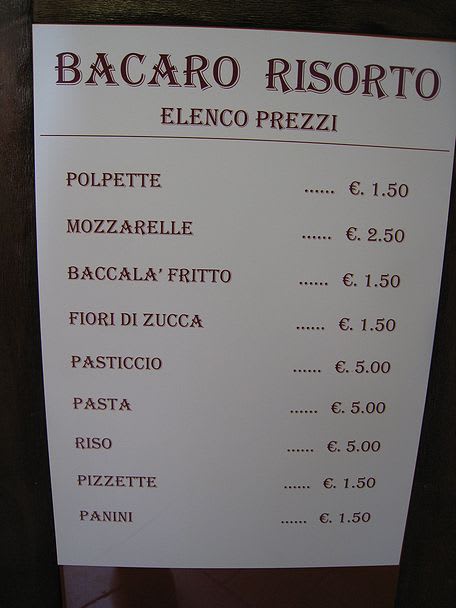 BACARO RISORTO
ELENCO PREZZI
POLPETTE ...... €. 1.50
MOZZARELLE ...... €. 2.50
BACCALA' FRITTO ...... €. 1.50
FIORI DI ZUCCA ...... €. 1.50
PASTICCIO ...... €. 5.00
PASTA ...... €. 5.00
RISO ...... €. 5.00
PIZZETTE ...... €. 1.50
PANINI ...... €. 1.50